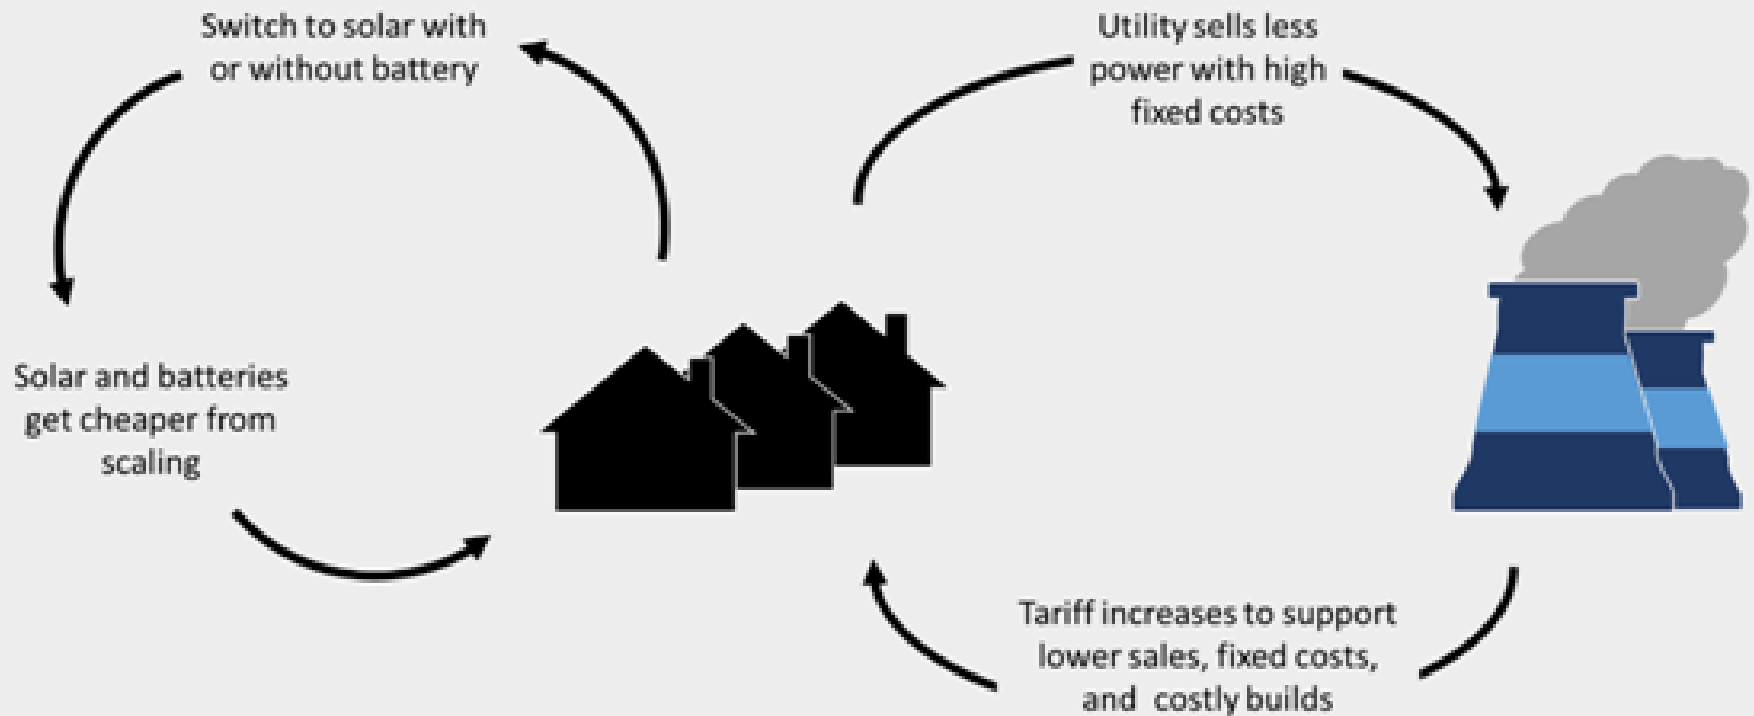 Switch to solar with
or without battery
Utility sells less
power with high
fixed costs
Solar and batteries
get cheaper from
scaling
Tariff increases to support
lower sales, fixed costs,
and costly builds